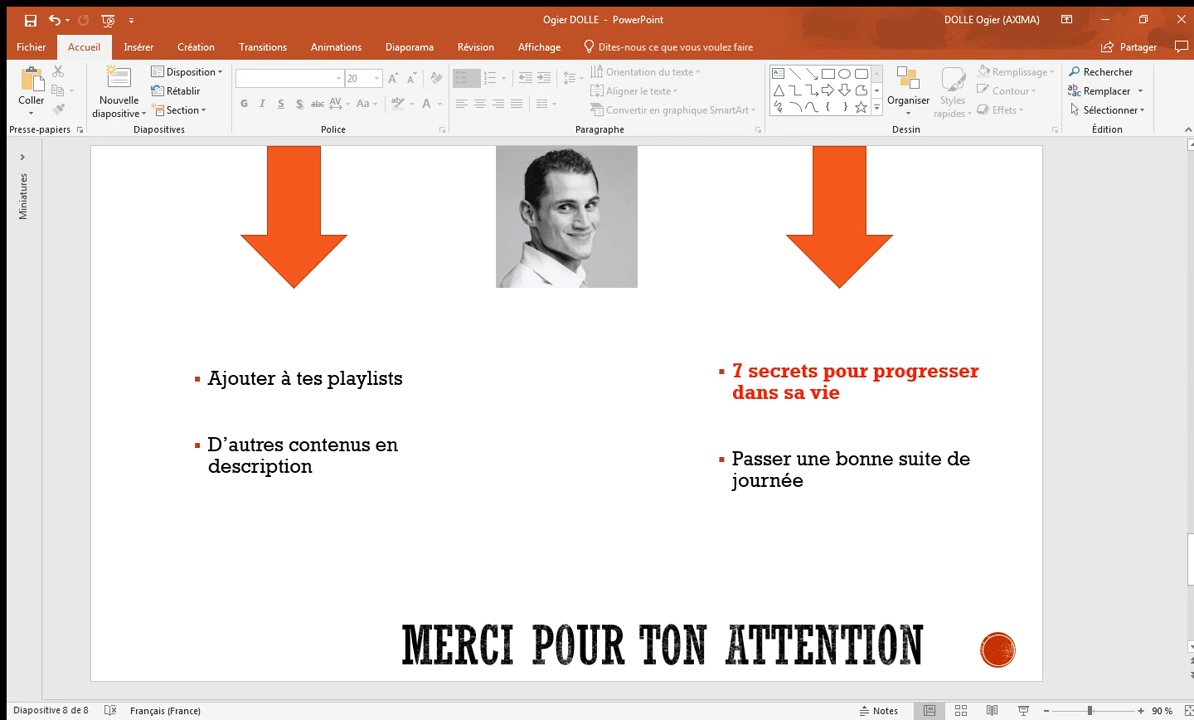 Ogier DOLLE - PowerPoint
DOLLE Ogier (AXIMA)
Fichier Accueil Insérer Création Transitions Animations Diaporama Révision Affichage Dites-nous ce que vous voulez faire Partager
Coller
Presse-papiers
Nouvelle
diapositive
Disposition
Rétablir
Section
Diapositives
20
G I S S abc AV Aa A
Police
Orientation du texte
Aligner le texte
Convertir en graphique SmartArt
Paragraphe
Organiser
Styles
rapides
Remplissage
Contour
Effets
Dessin
Rechercher
Remplacer
Sélectionner
Édition
Miniatures
Ajouter à tes playlists
D'autres contenus en
description
7 secrets pour progresser
dans sa vie
Passer une bonne suite de
journée
MERCI POUR TON ATTENTION
Diapositive 8 de 8 Français (France) Notes 90 %